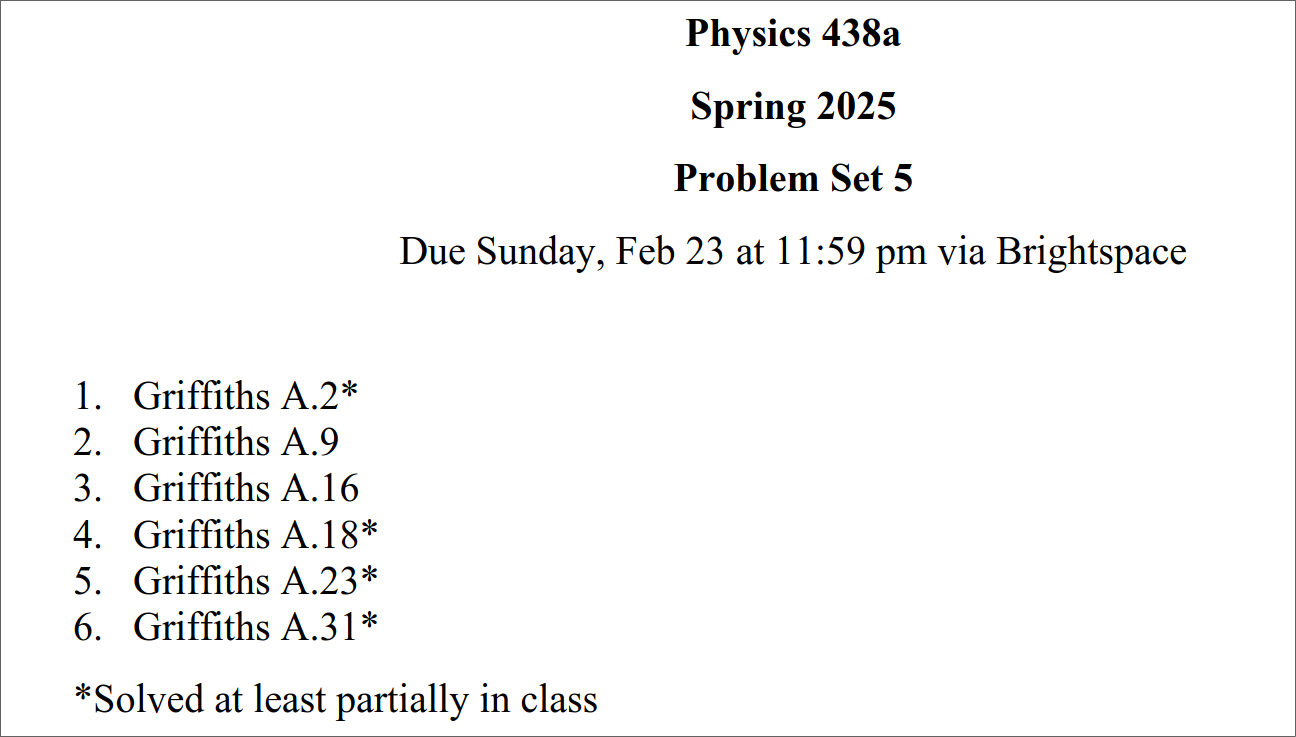 Physics 438a
Spring 2025
Problem Set 5
Due Sunday, Feb 23 at 11:59 pm via Brightspace
1. Griffiths A.2*
2. Griffiths A.9
3. Griffiths A.16
4. Griffiths A.18*
5. Griffiths A.23*
6. Griffiths A.31*
*Solved at least partially in class